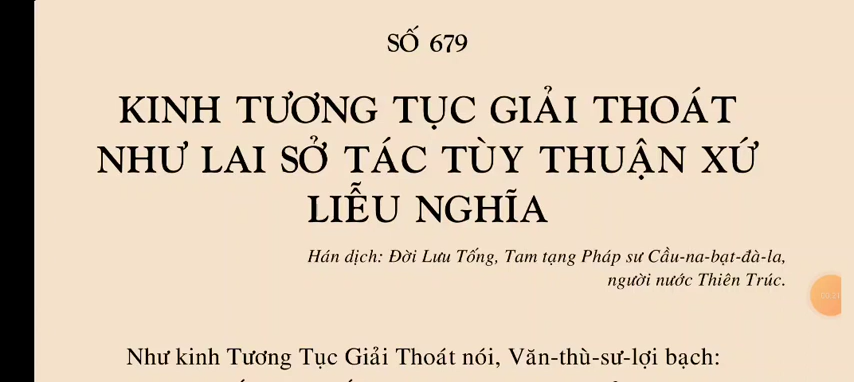 SỐ 679
KINH TƯƠNG TỤC GIẢI THOÁT
NHƯ LAI SỞ TÁC TÙY THUẬN XỨ
LIỄU NGHĨA
Hán dịch: Đời Lưu Tống, Tam tạng Pháp sư Cầu-na-bạt-đà-la,
người nước Thiên Trúc.
Như kinh Tương Tục Giải Thoát nói, Văn-thù-sư-lợi bạch: